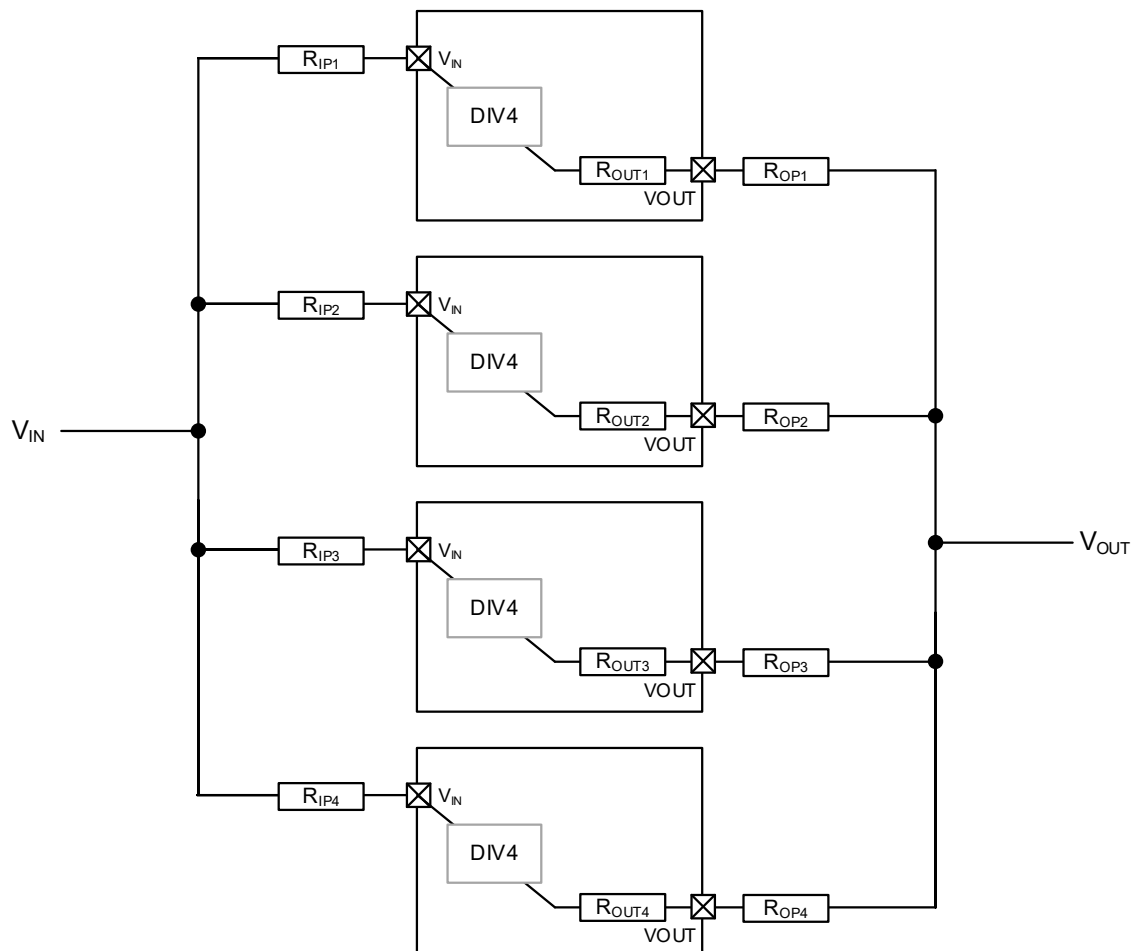 R_IP1
V_IN
DIV4
R_OUT1
R_OP1
VOUT
R_IP2
V_IN
DIV4
R_OUT2
R_OP2
VOUT
V_IN
R_IP3
V_IN
V_OUT
DIV4
R_OUT3
R_OP3
VOUT
R_IP4
V_IN
DIV4
R_OUT4
R_OP4
VOUT